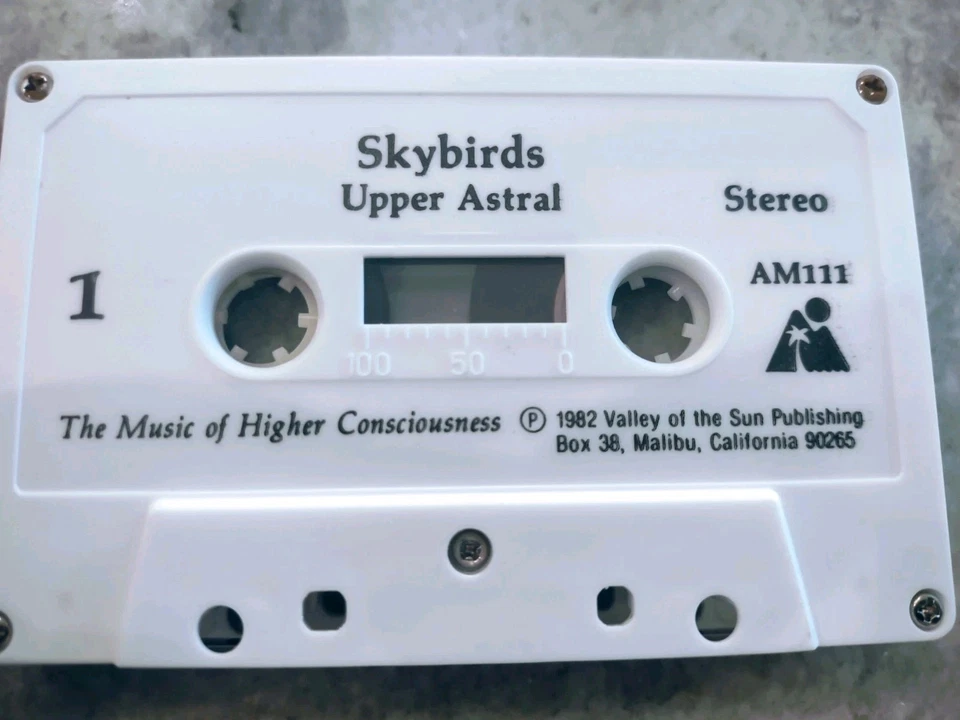 Skybirds
Upper Astral
Stereo
1
AM111
100 50 0
The Music of Higher Consciousness
Ⓟ 1982 Valley of the Sun Publishing
Box 38, Malibu, California 90265